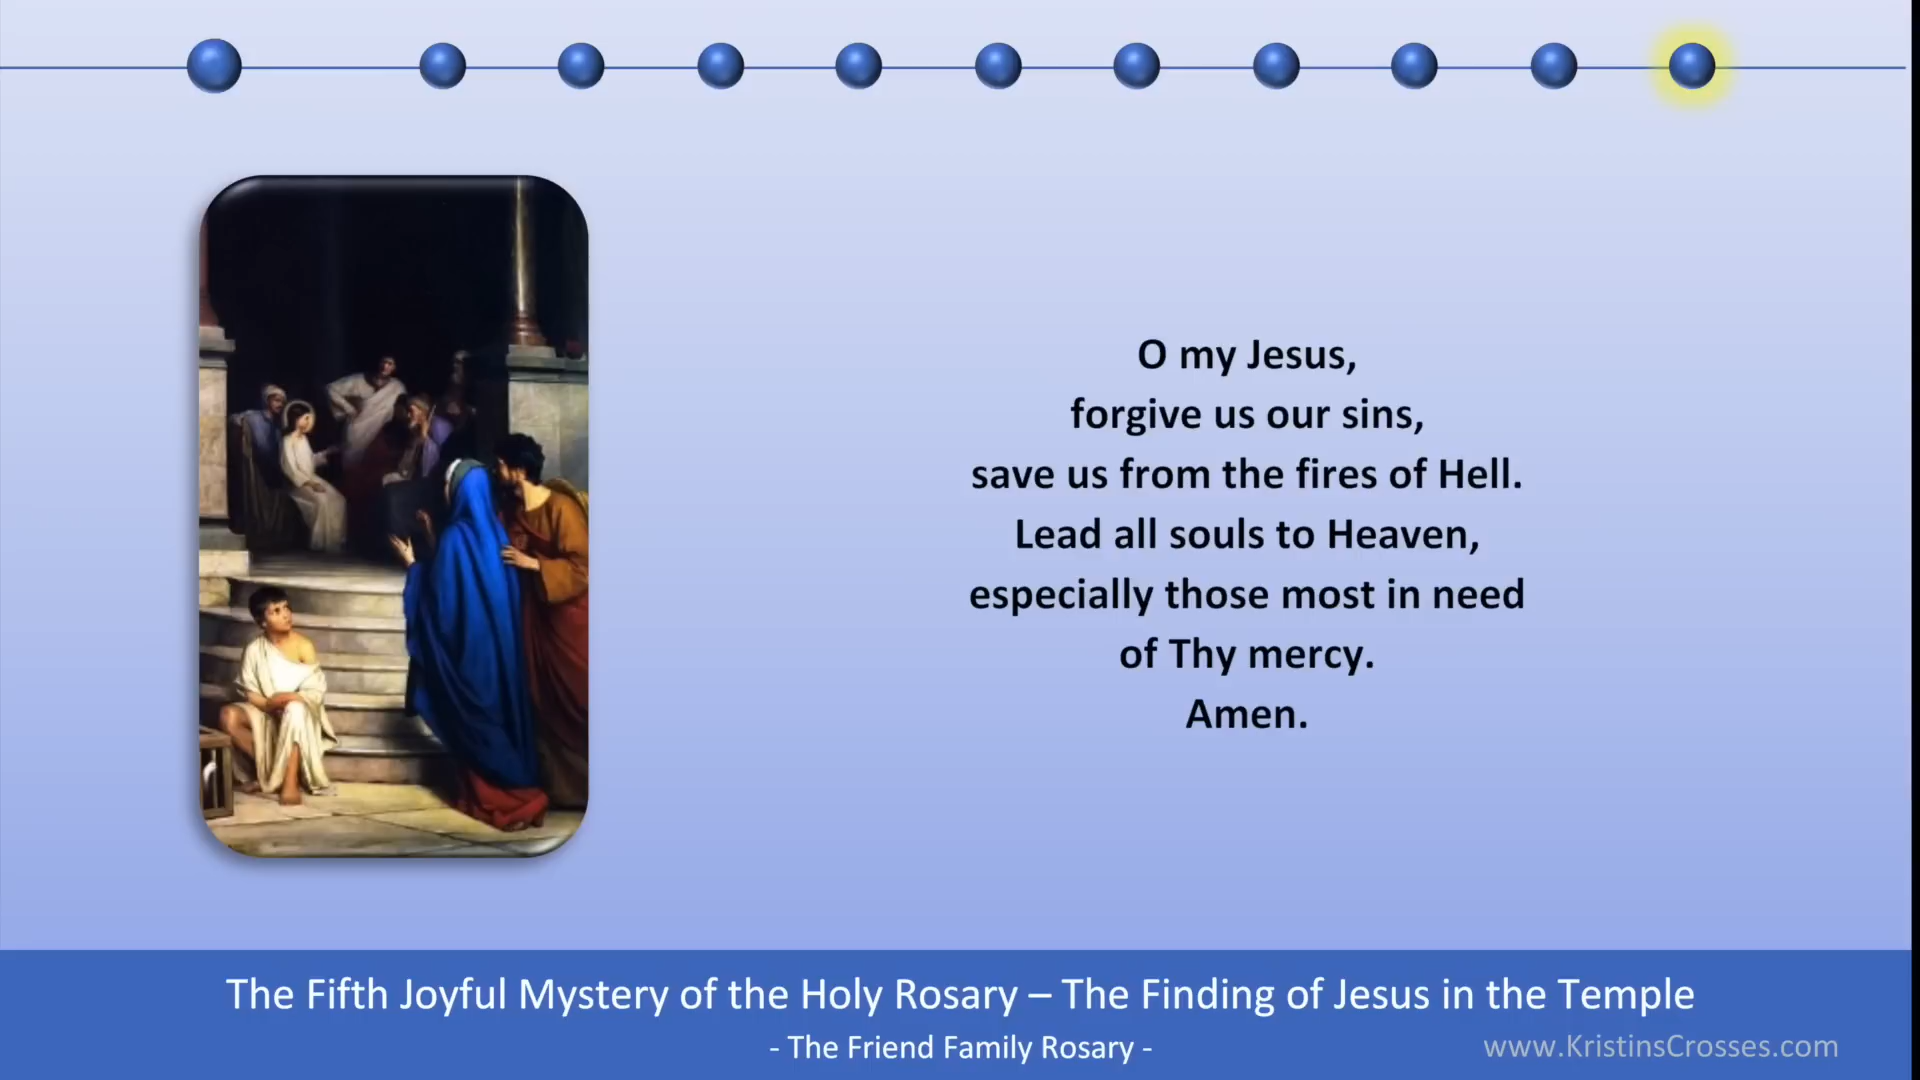 O my Jesus,
forgive us our sins,
save us from the fires of Hell.
Lead all souls to Heaven,
especially those most in need
of Thy mercy.
Amen.
The Fifth Joyful Mystery of the Holy Rosary – The Finding of Jesus in the Temple
- The Friend Family Rosary -
www.KristinsCrosses.com